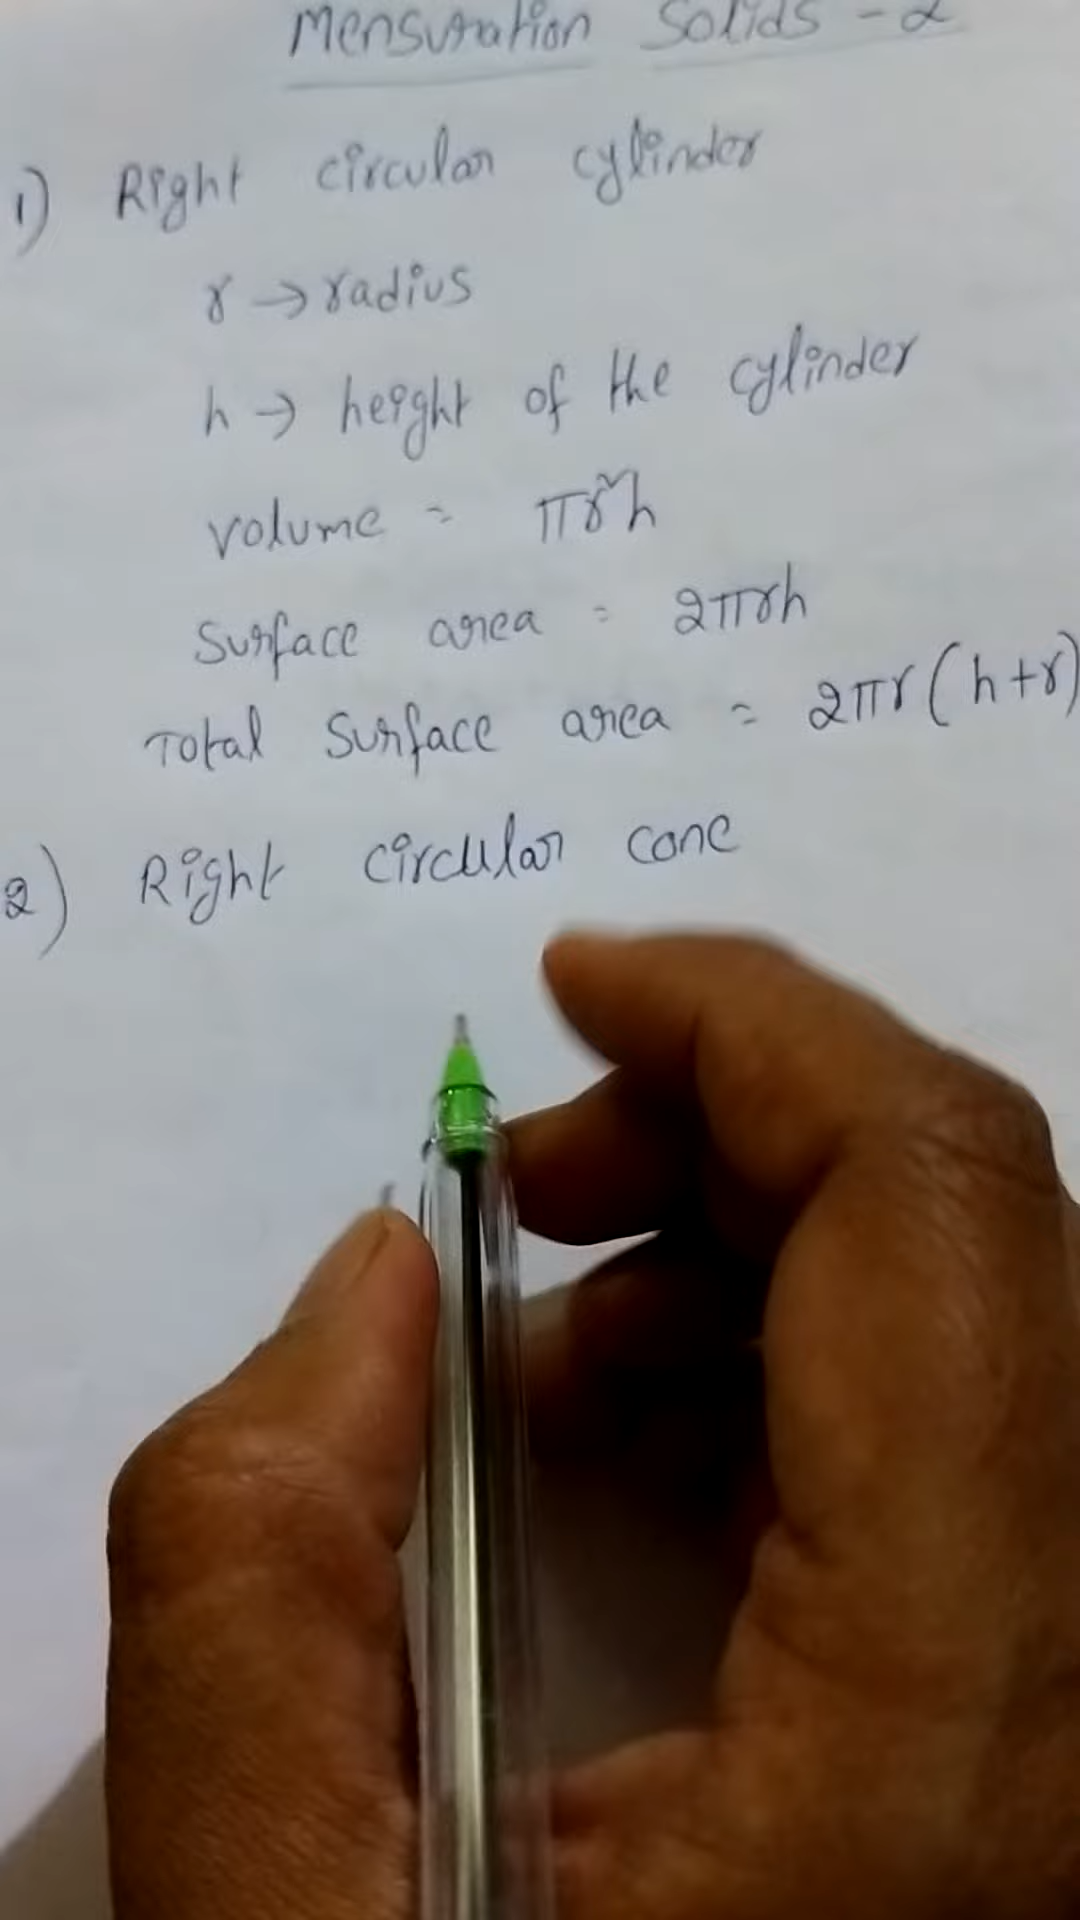 Mensuration Solids - 2
1) Right circular cylinder
r → radius
h → height of the cylinder
volume = πr²h
Surface area = 2πrh
Total Surface area = 2πr(h+r)
2) Right circular cone